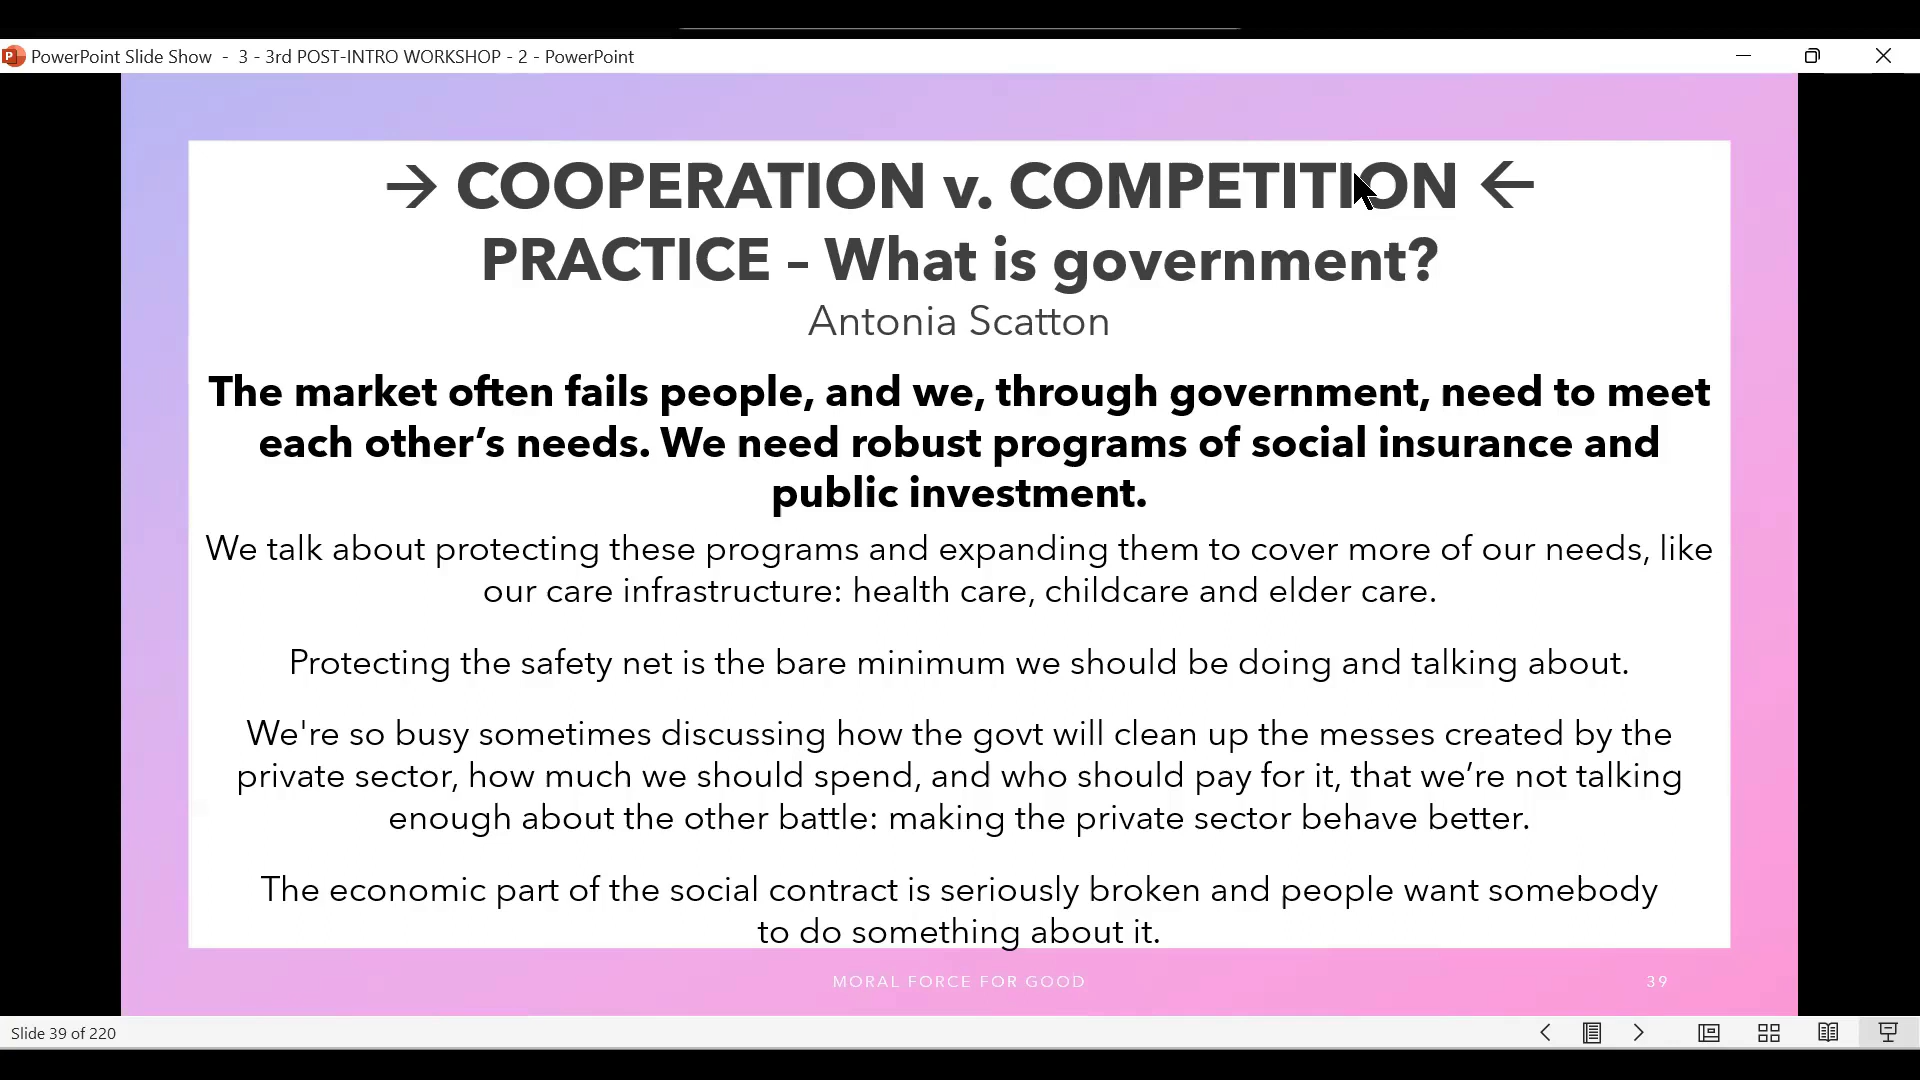 PowerPoint Slide Show - 3 - 3rd POST-INTRO WORKSHOP - 2 - PowerPoint
→ COOPERATION v. COMPETITION ←
PRACTICE – What is government?
Antonia Scatton
The market often fails people, and we, through government, need to meet
each other’s needs. We need robust programs of social insurance and
public investment.
We talk about protecting these programs and expanding them to cover more of our needs, like
our care infrastructure: health care, childcare and elder care.
Protecting the safety net is the bare minimum we should be doing and talking about.
We're so busy sometimes discussing how the govt will clean up the messes created by the
private sector, how much we should spend, and who should pay for it, that we’re not talking
enough about the other battle: making the private sector behave better.
The economic part of the social contract is seriously broken and people want somebody
to do something about it.
MORAL FORCE FOR GOOD
39
Slide 39 of 220